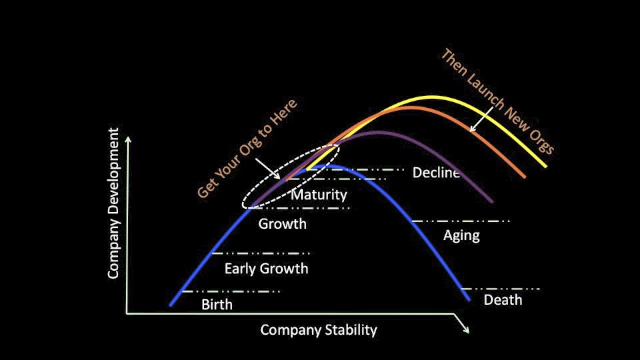 Then Launch New Orgs
Get Your Org to Here
Company Development
Decline
Maturity
Growth
Aging
Early Growth
Birth
Death
Company Stability